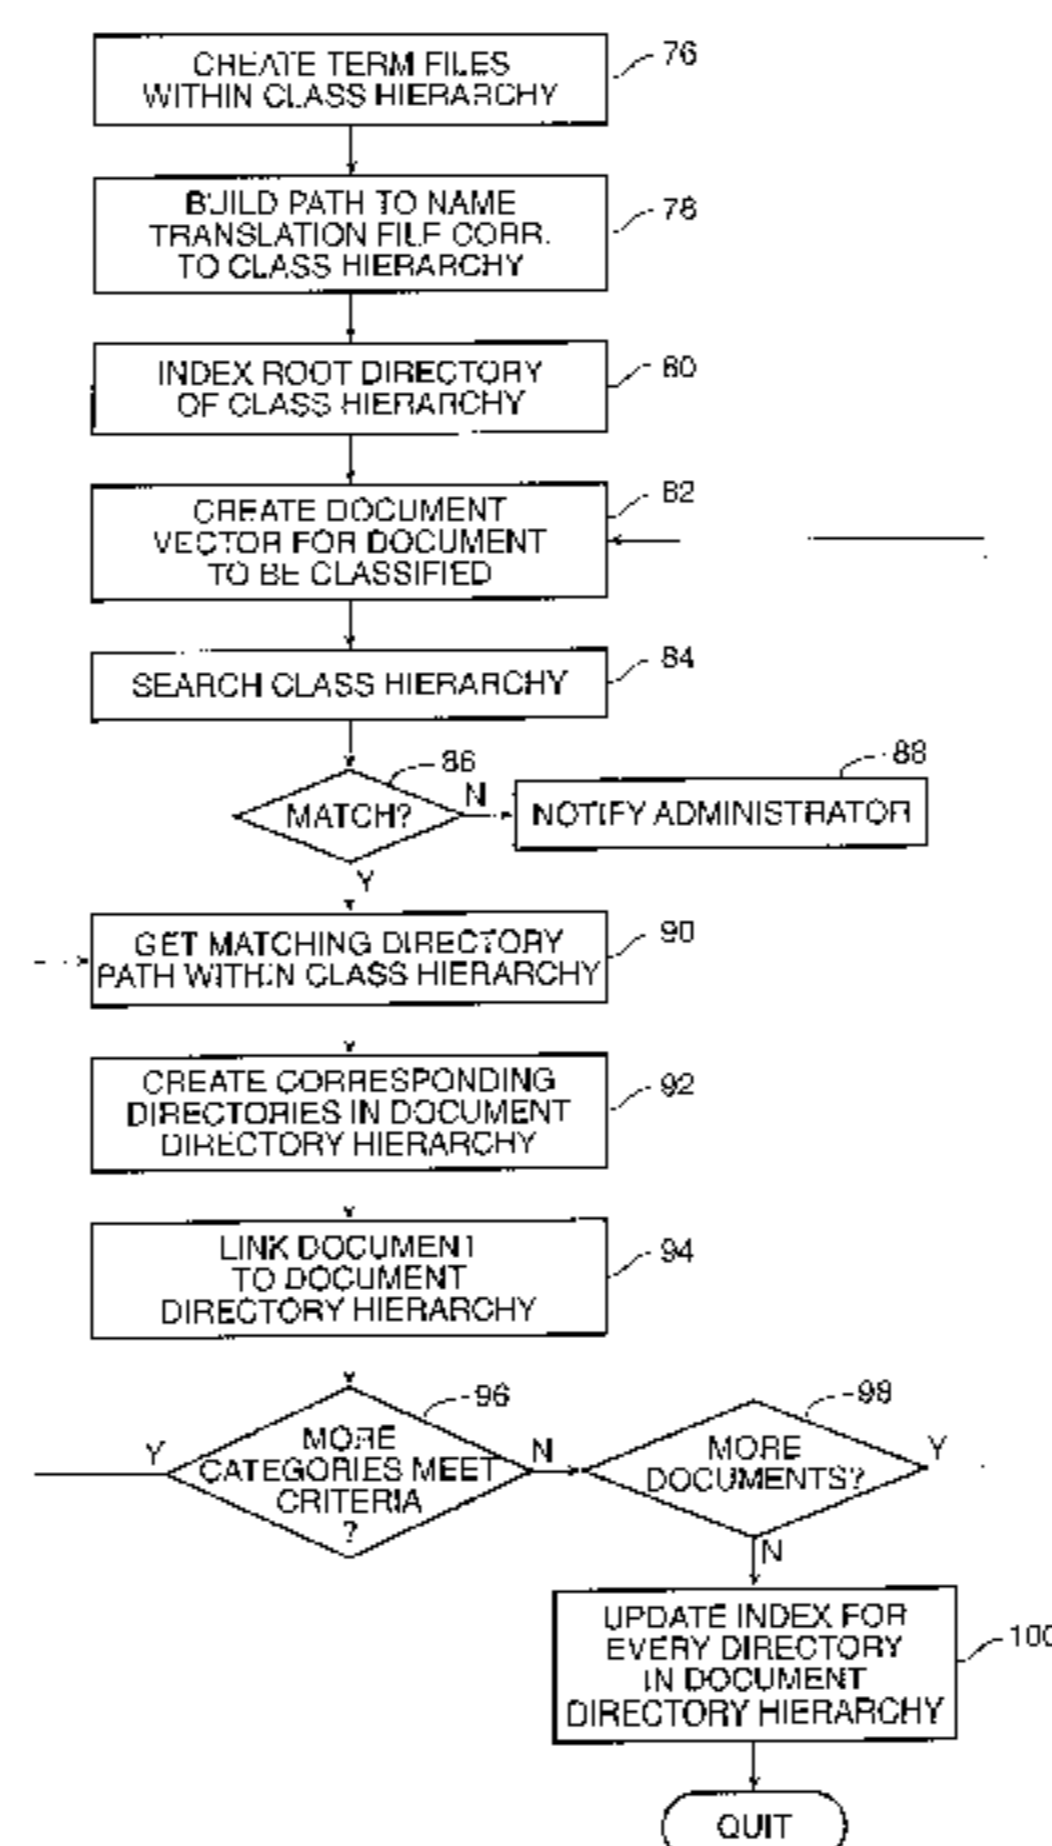 CREATE TERM FILES
WITHIN CLASS HIERARCHY
76
BUILD PATH TO NAME
TRANSLATION FILE CORR.
TO CLASS HIERARCHY
78
INDEX ROOT DIRECTORY
OF CLASS HIERARCHY
80
CREATE DOCUMENT
VECTOR FOR DOCUMENT
TO BE CLASSIFIED
82
SEARCH CLASS HIERARCHY
84
MATCH?
86
N
NOTIFY ADMINISTRATOR
88
Y
GET MATCHING DIRECTORY
PATH WITHIN CLASS HIERARCHY
90
CREATE CORRESPONDING
DIRECTORIES IN DOCUMENT
DIRECTORY HIERARCHY
92
LINK DOCUMENT
TO DOCUMENT
DIRECTORY HIERARCHY
94
Y
MORE
CATEGORIES MEET
CRITERIA
?
96
N
MORE
DOCUMENTS?
98
Y
N
UPDATE INDEX FOR
EVERY DIRECTORY
IN DOCUMENT
DIRECTORY HIERARCHY
100
QUIT